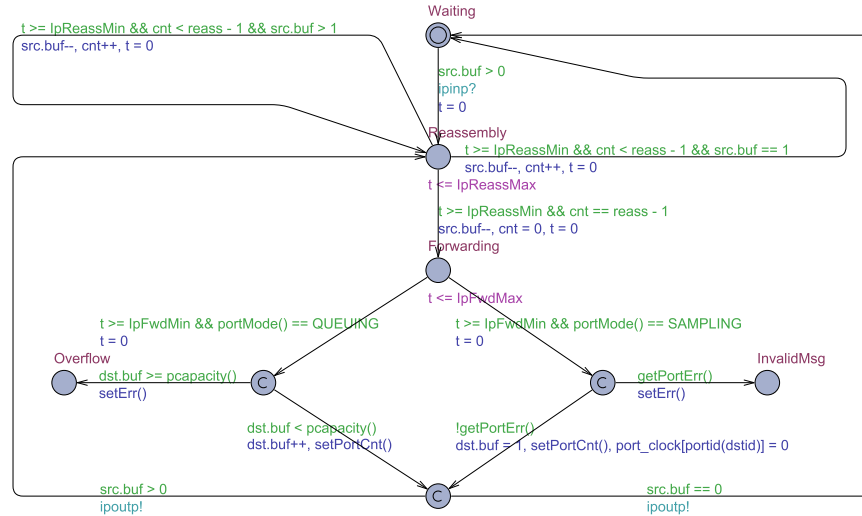 Waiting
t >= IpReassMin && cnt < reass - 1 && src.buf > 1
src.buf--, cnt++, t = 0
src.buf > 0
ipinp?
t = 0
Reassembly
t >= IpReassMin && cnt < reass - 1 && src.buf == 1
src.buf--, cnt++, t = 0
t <= IpReassMax
t >= IpReassMin && cnt == reass - 1
src.buf--, cnt = 0, t = 0
Forwarding
t <= IpFwdMax
t >= IpFwdMin && portMode() == QUEUING
t = 0
t >= IpFwdMin && portMode() == SAMPLING
t = 0
Overflow
dst.buf >= pcapacity()
setErr()
C
C
getPortErr()
setErr()
InvalidMsg
dst.buf < pcapacity()
dst.buf++, setPortCnt()
!getPortErr()
dst.buf = 1, setPortCnt(), port_clock[portid(dstid)] = 0
src.buf > 0
ipoutp!
C
src.buf == 0
ipoutp!